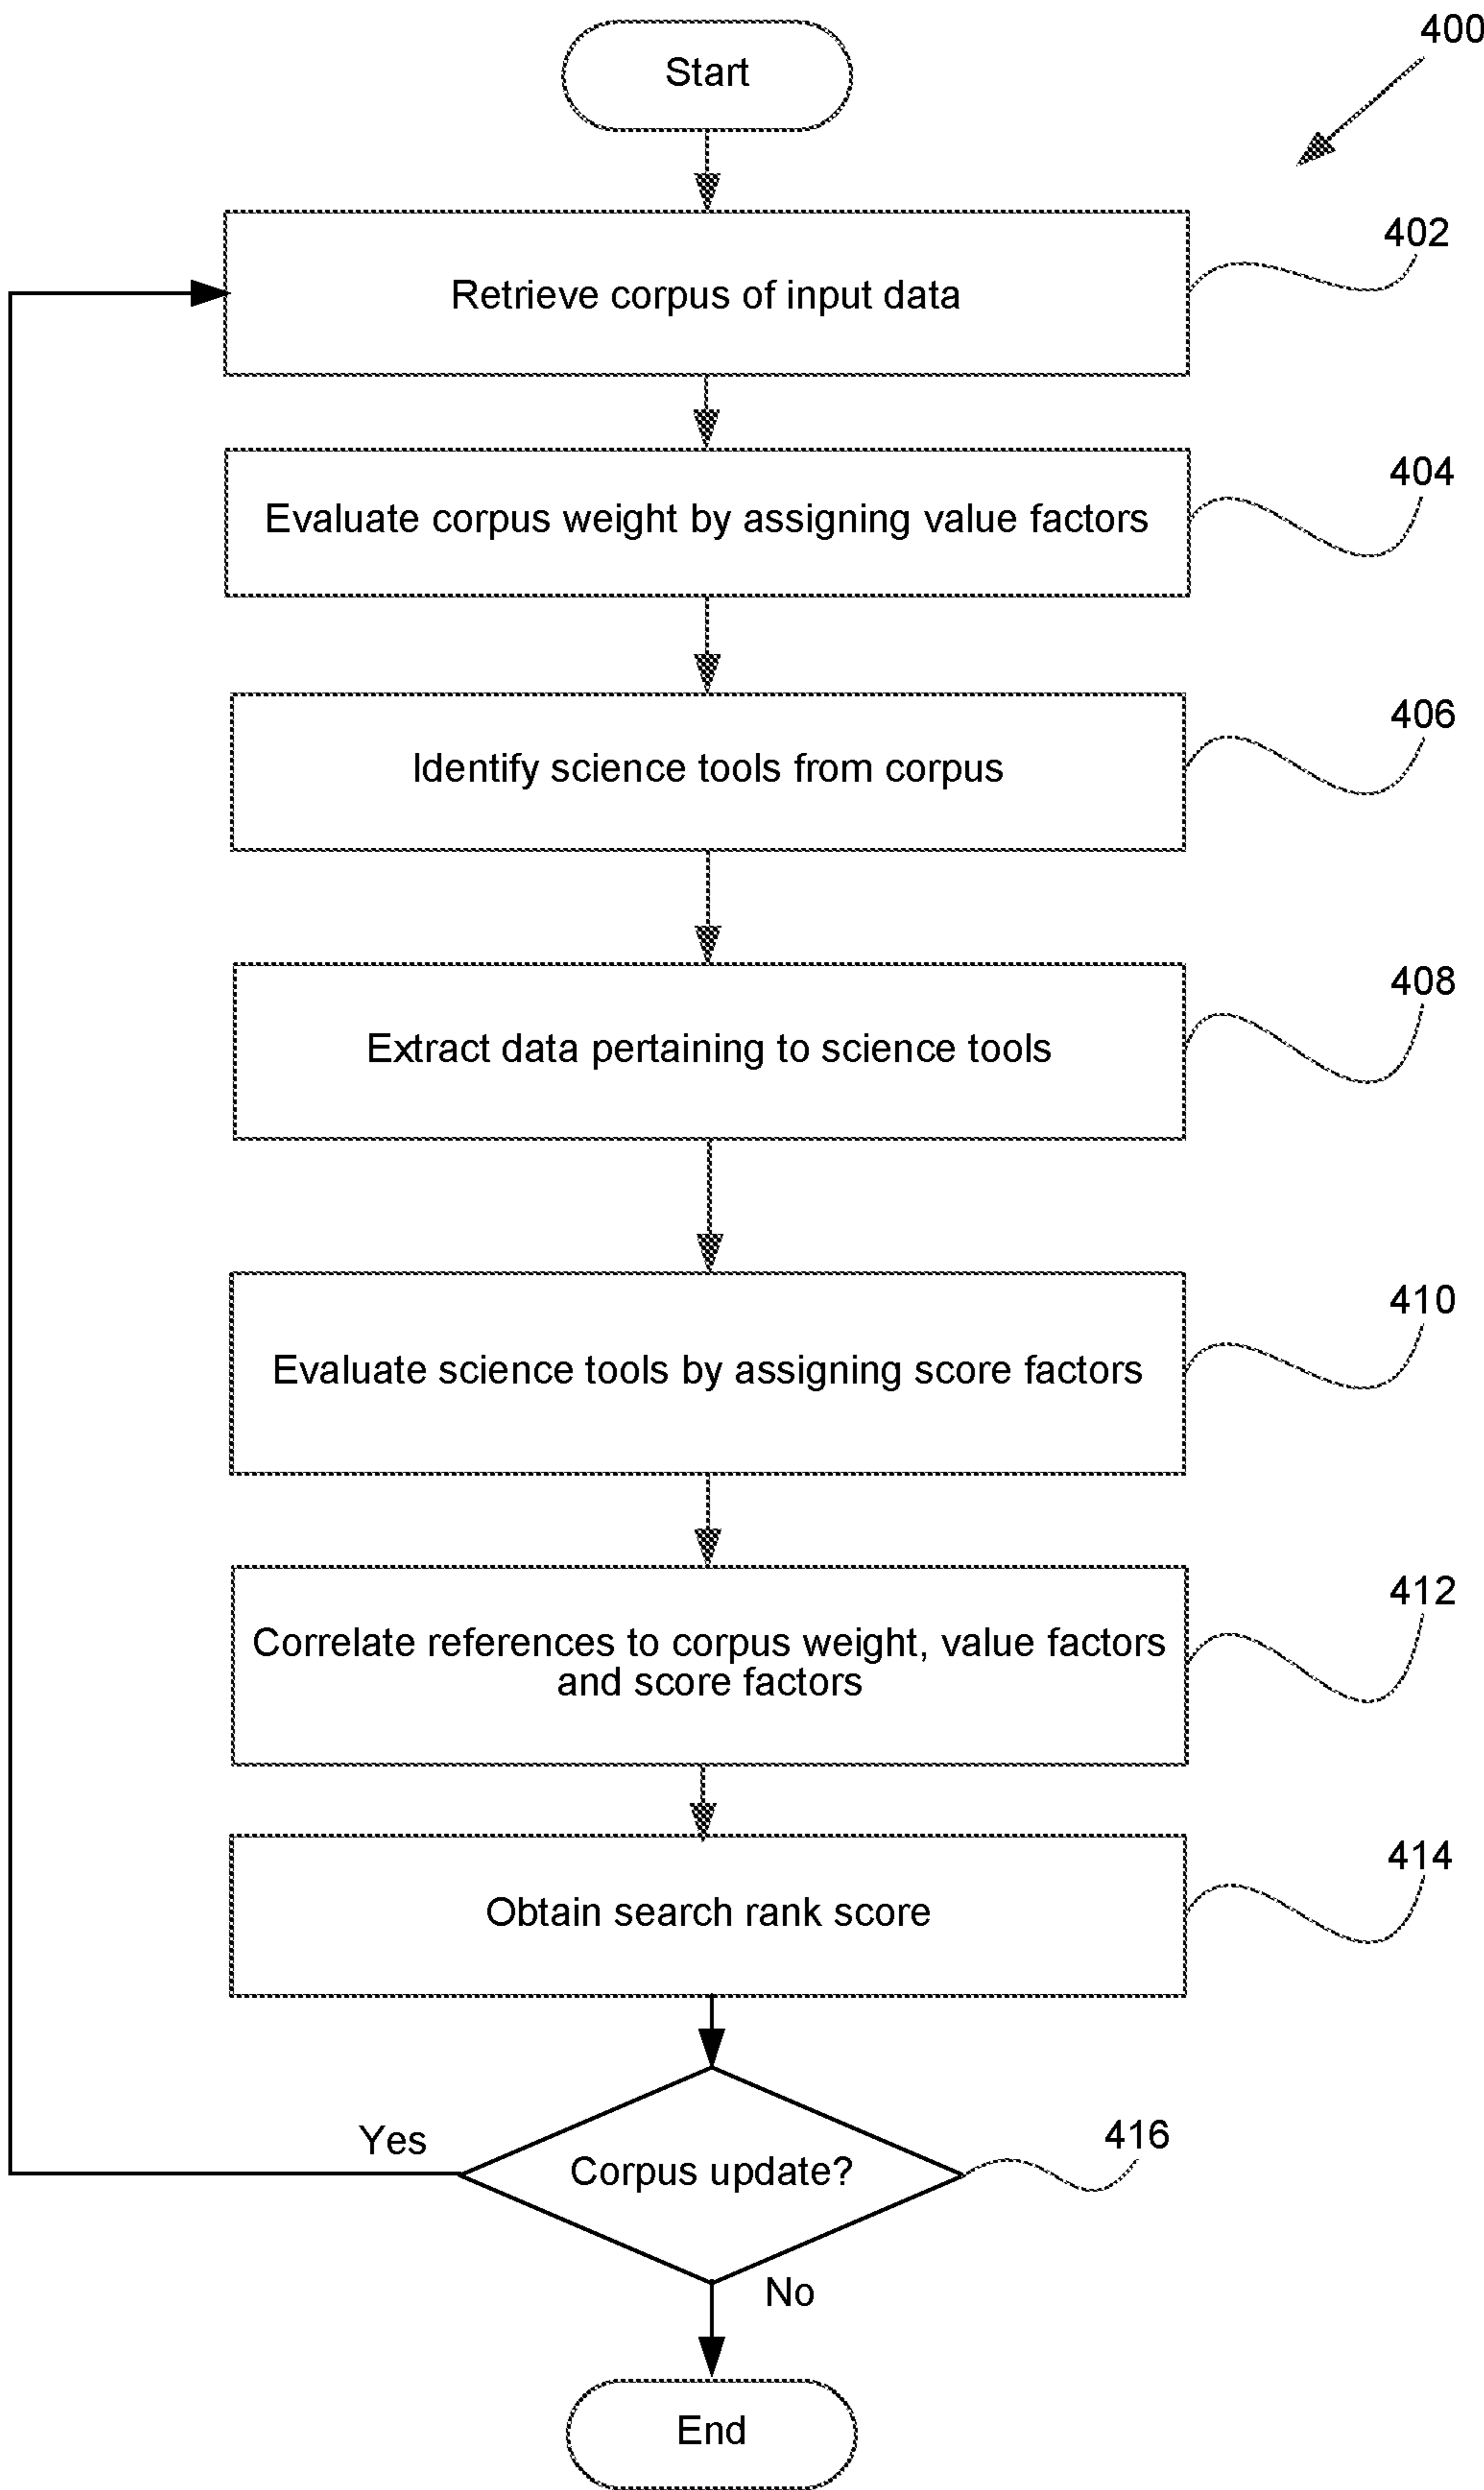 400
Start
402
Retrieve corpus of input data
404
Evaluate corpus weight by assigning value factors
406
Identify science tools from corpus
408
Extract data pertaining to science tools
410
Evaluate science tools by assigning score factors
412
Correlate references to corpus weight, value factors
and score factors
414
Obtain search rank score
Yes
416
Corpus update?
No
End